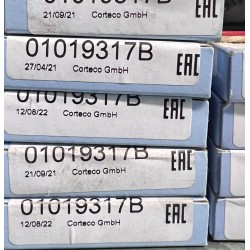 01019317B
21/09/21 Corteco GmbH
EAC
01019317B
27/04/21 Corteco GmbH
EAC
01019317B
12/08/22 Corteco GmbH
EAC
01019317B
21/09/21 Corteco GmbH
EAC
01019317B
12/08/22 Corteco GmbH
EAC